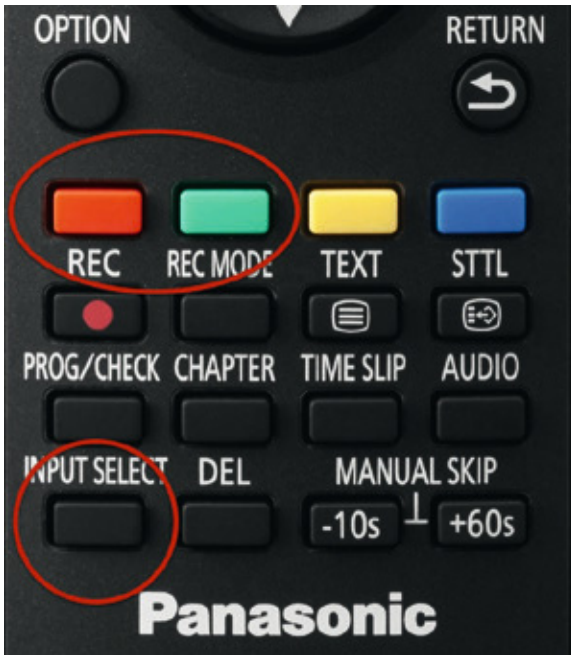 OPTION RETURN
REC REC MODE TEXT STTL
PROG/CHECK CHAPTER TIME SLIP AUDIO
INPUT SELECT DEL MANUAL SKIP
-10s +60s
Panasonic